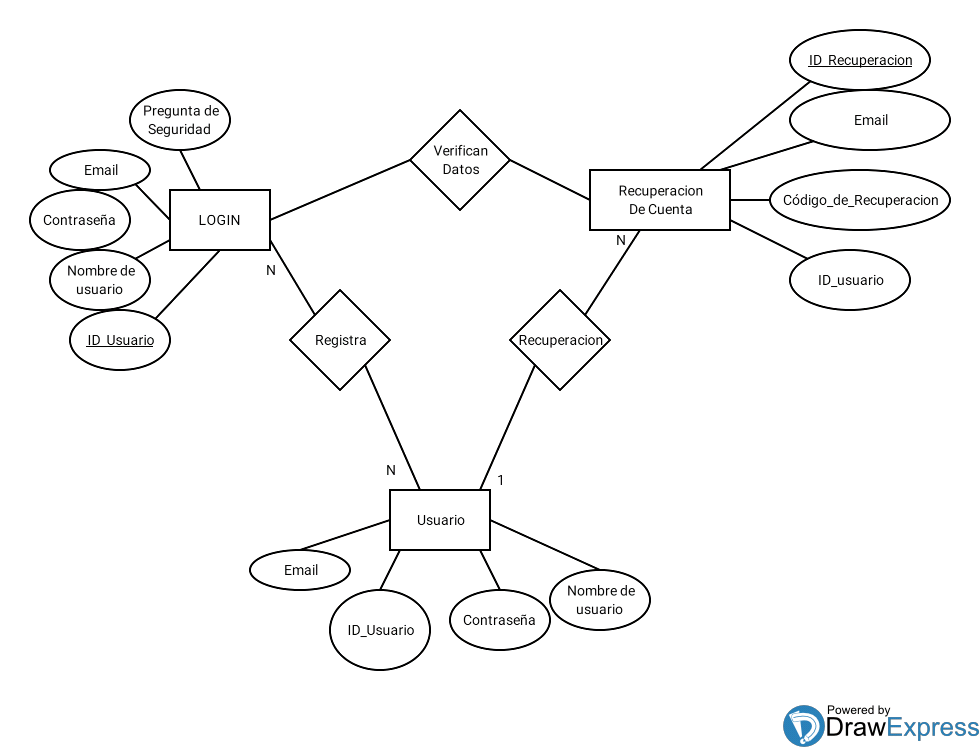 ID_Recuperacion
Pregunta de
Seguridad
Email
Verifican
Datos
Email
Recuperacion
De Cuenta
Código_de_Recuperacion
Contraseña
LOGIN
N
N
Nombre de
usuario
ID_usuario
ID_Usuario
Registra
Recuperacion
N
1
Usuario
Email
ID_Usuario
Contraseña
Nombre de
usuario
Powered by
DrawExpress